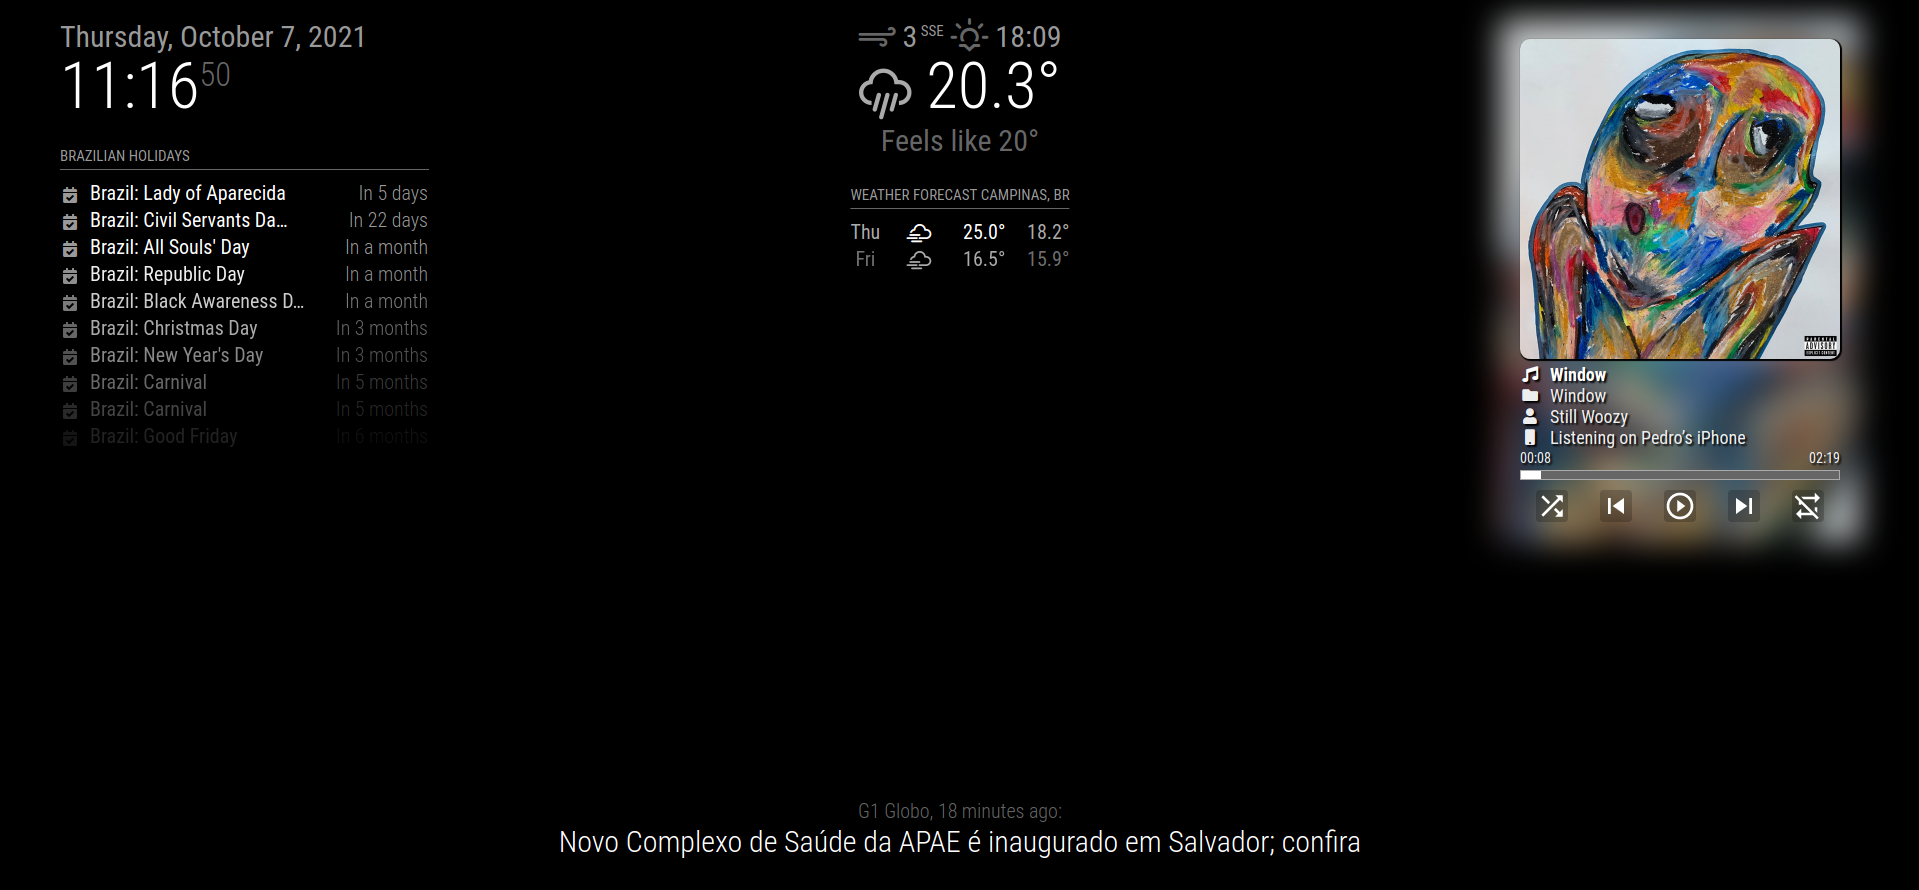 Thursday, October 7, 2021
11:16 50
BRAZILIAN HOLIDAYS
Brazil: Lady of Aparecida In 5 days
Brazil: Civil Servants Da... In 22 days
Brazil: All Souls' Day In a month
Brazil: Republic Day In a month
Brazil: Black Awareness D... In a month
Brazil: Christmas Day In 3 months
Brazil: New Year's Day In 3 months
Brazil: Carnival In 5 months
Brazil: Carnival In 5 months
Brazil: Good Friday In 6 months
3 SSE 18:09
20.3°
Feels like 20°
WEATHER FORECAST CAMPINAS, BR
Thu 25.0° 18.2°
Fri 16.5° 15.9°
PARENTAL
ADVISORY
EXPLICIT CONTENT
Window
Window
Still Woozy
Listening on Pedro’s iPhone
00:08 02:19
G1 Globo, 18 minutes ago:
Novo Complexo de Saúde da APAE é inaugurado em Salvador; confira